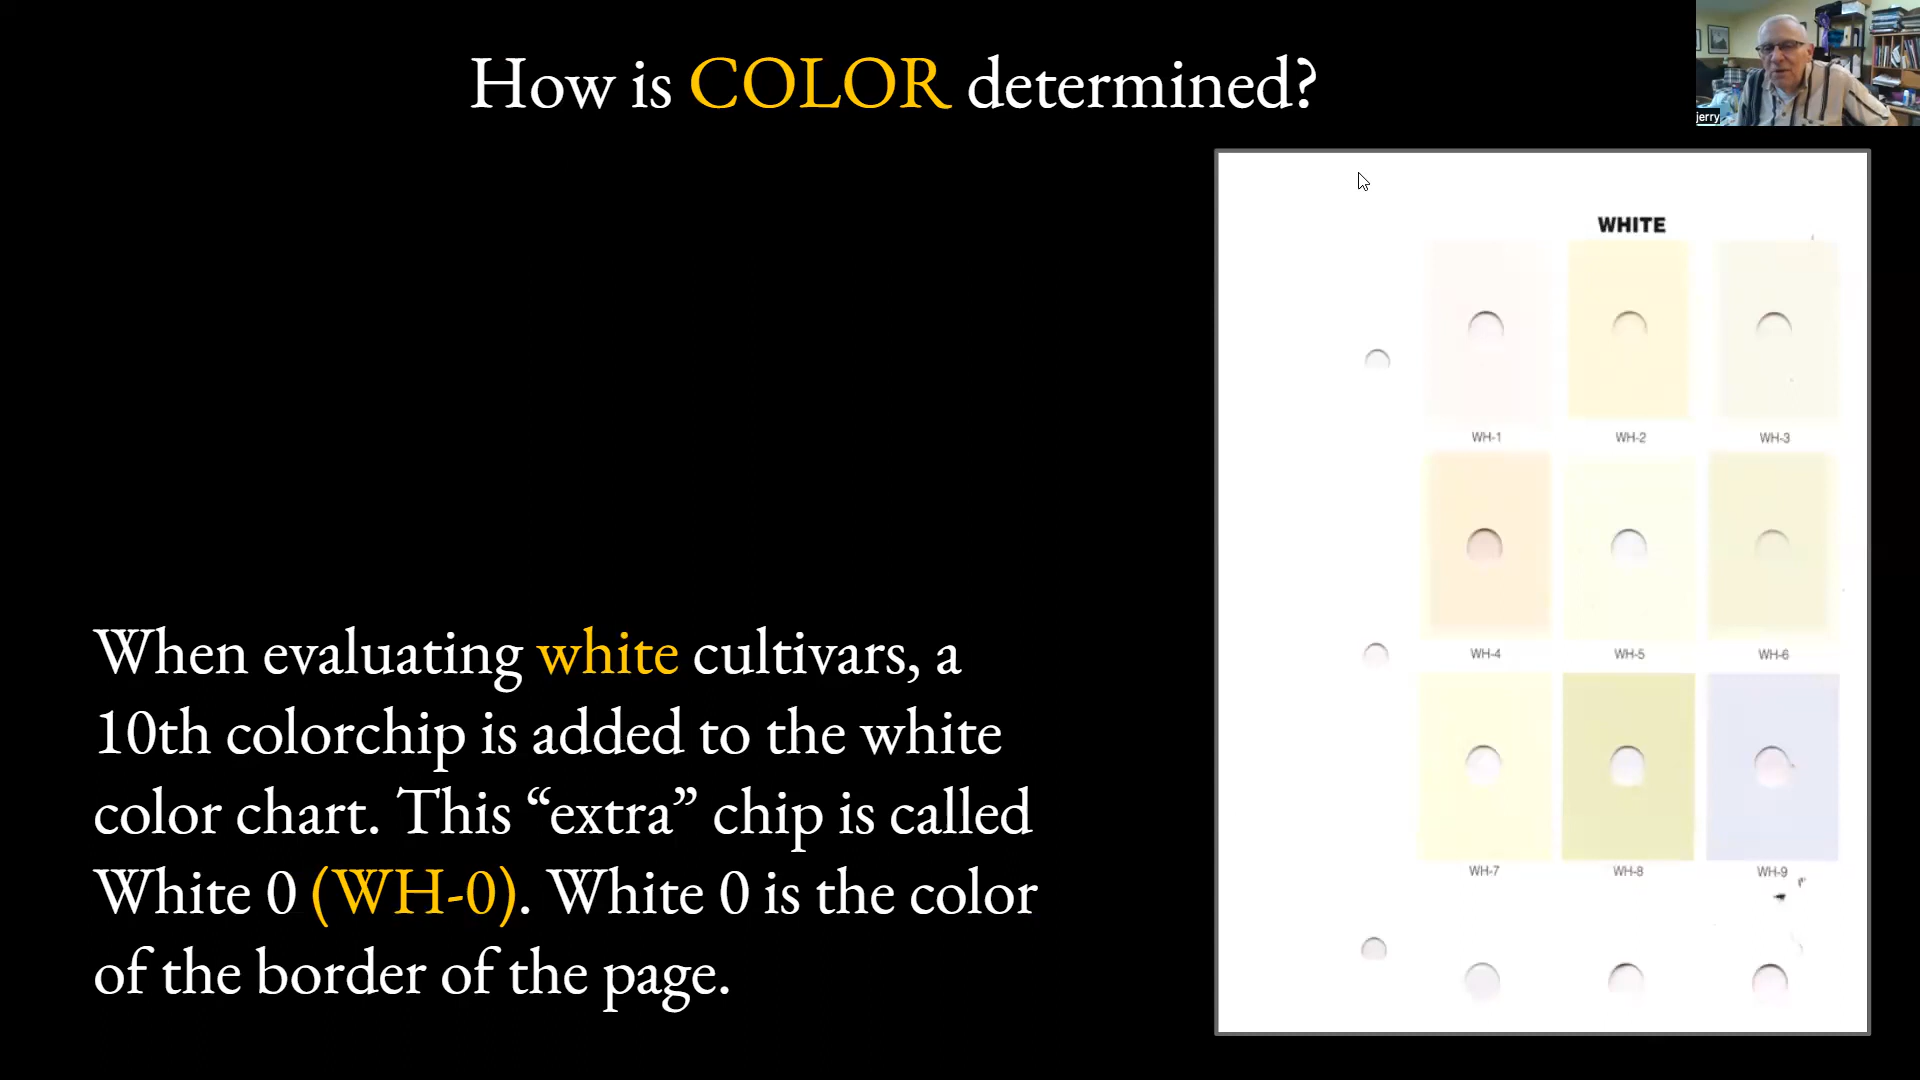 How is COLOR determined?
jerry
When evaluating white cultivars, a
10th colorchip is added to the white
color chart. This “extra” chip is called
White 0 (WH-0). White 0 is the color
of the border of the page.
WHITE
WH-1 WH-2 WH-3
WH-4 WH-5 WH-6
WH-7 WH-8 WH-9